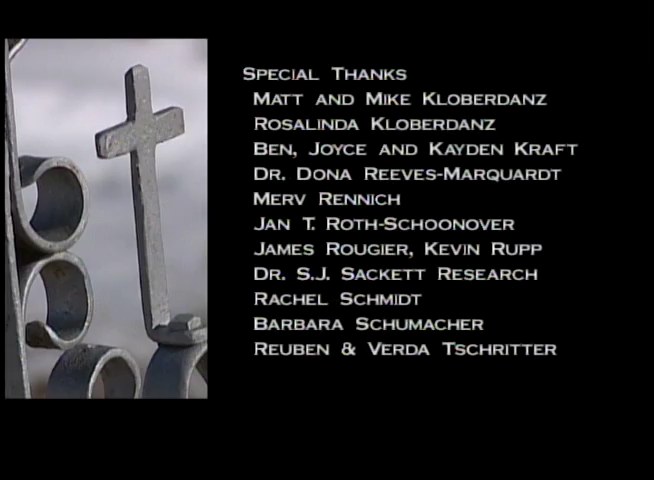 SPECIAL THANKS
MATT AND MIKE KLOBERDANZ
ROSALINDA KLOBERDANZ
BEN, JOYCE AND KAYDEN KRAFT
DR. DONA REEVES-MARQUARDT
MERV RENNICH
JAN T. ROTH-SCHOONOVER
JAMES ROUGIER, KEVIN RUPP
DR. S.J. SACKETT RESEARCH
RACHEL SCHMIDT
BARBARA SCHUMACHER
REUBEN & VERDA TSCHRITTER